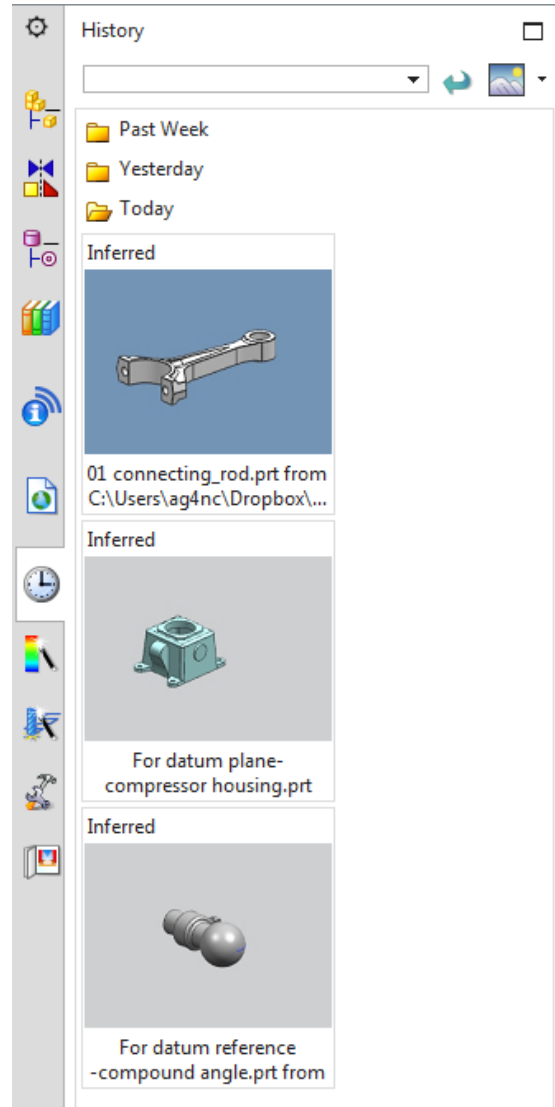 History
Past Week
Yesterday
Today
Inferred
01 connecting_rod.prt from
C:\Users\ag4nc\Dropbox\...
Inferred
For datum plane-
compressor housing.prt
Inferred
For datum reference
-compound angle.prt from